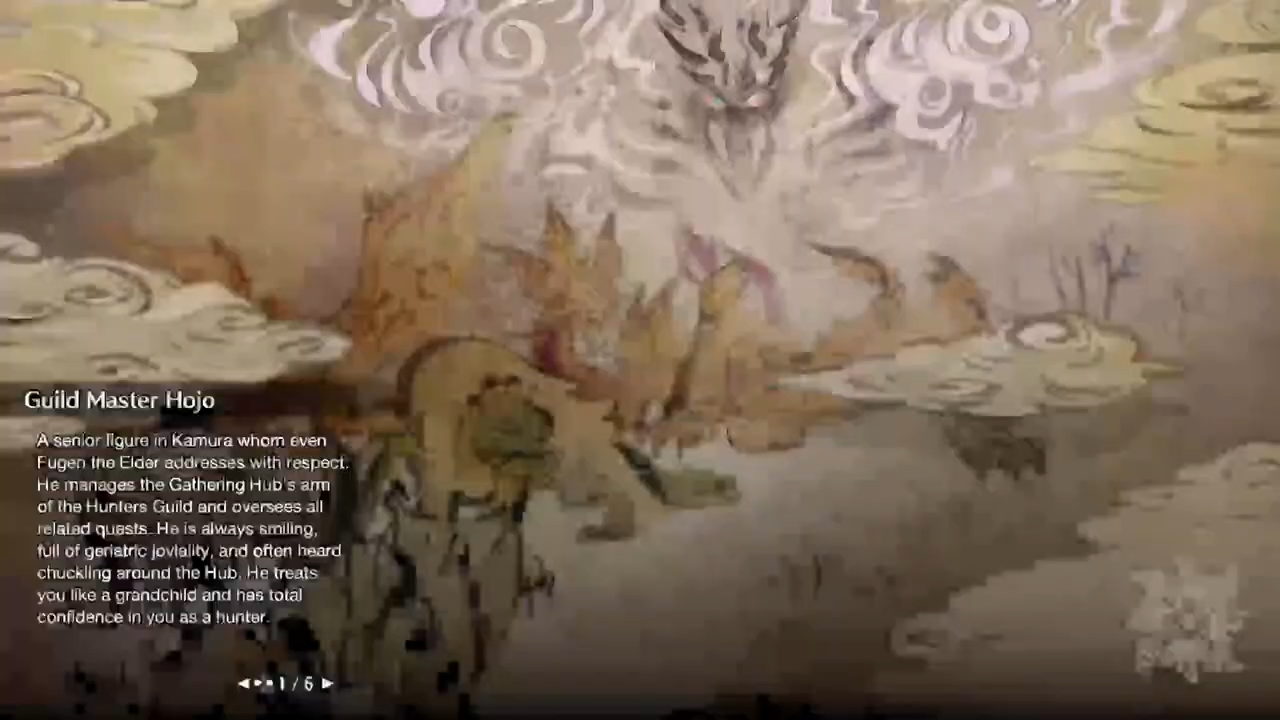 Guild Master Hojo
A senior figure in Kamura whom even
Fugen the Elder addresses with respect.
He manages the Gathering Hub's arm
of the Hunters Guild and oversees all
related quests. He is always smiling,
full of geriatric joviality, and often heard
chuckling around the Hub. He treats
you like a grandchild and has total
confidence in you as a hunter.
1 / 6